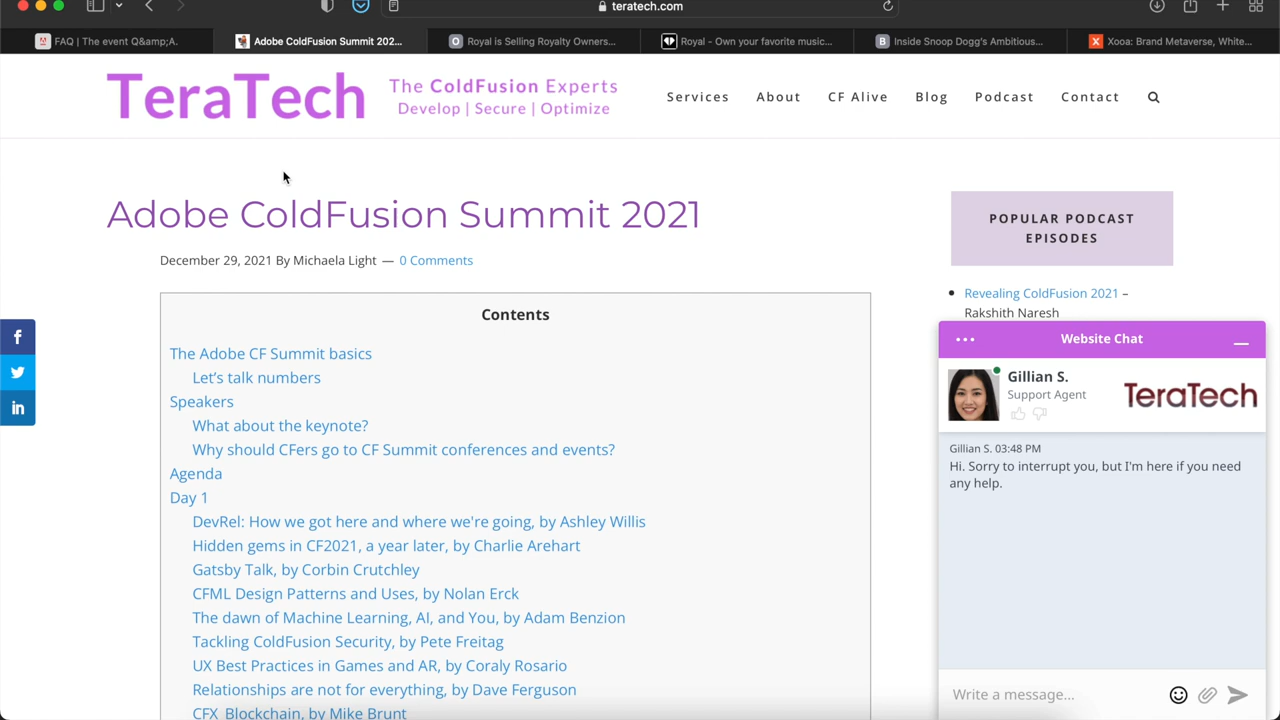 teratech.com
FAQ | The event Q&amp;A.
Adobe ColdFusion Summit 202...
Royal is Selling Royalty Owners...
Royal - Own your favorite music...
Inside Snoop Dogg's Ambitious...
Xooa: Brand Metaverse, White...
TeraTech
The ColdFusion Experts
Develop | Secure | Optimize
Services
About
CF Alive
Blog
Podcast
Contact
Adobe ColdFusion Summit 2021
December 29, 2021 By Michaela Light — 0 Comments
Contents
The Adobe CF Summit basics
Let's talk numbers
Speakers
What about the keynote?
Why should CFers go to CF Summit conferences and events?
Agenda
Day 1
DevRel: How we got here and where we're going, by Ashley Willis
Hidden gems in CF2021, a year later, by Charlie Arehart
Gatsby Talk, by Corbin Crutchley
CFML Design Patterns and Uses, by Nolan Erck
The dawn of Machine Learning, AI, and You, by Adam Benzion
Tackling ColdFusion Security, by Pete Freitag
UX Best Practices in Games and AR, by Coraly Rosario
Relationships are not for everything, by Dave Ferguson
CFX Blockchain, by Mike Brunt
POPULAR PODCAST
EPISODES
Revealing ColdFusion 2021 –
Rakshith Naresh
Website Chat
Gillian S.
Support Agent
TeraTech
Gillian S. 03:48 PM
Hi. Sorry to interrupt you, but I'm here if you need
any help.
Write a message...